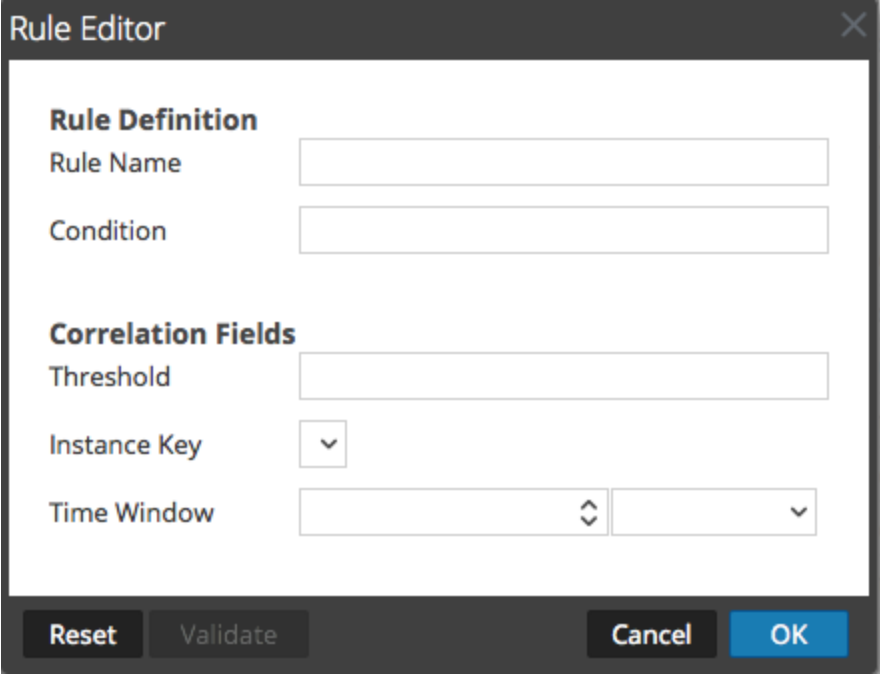 Rule Editor
Rule Definition
Rule Name
Condition
Correlation Fields
Threshold
Instance Key
Time Window
Reset Validate Cancel OK